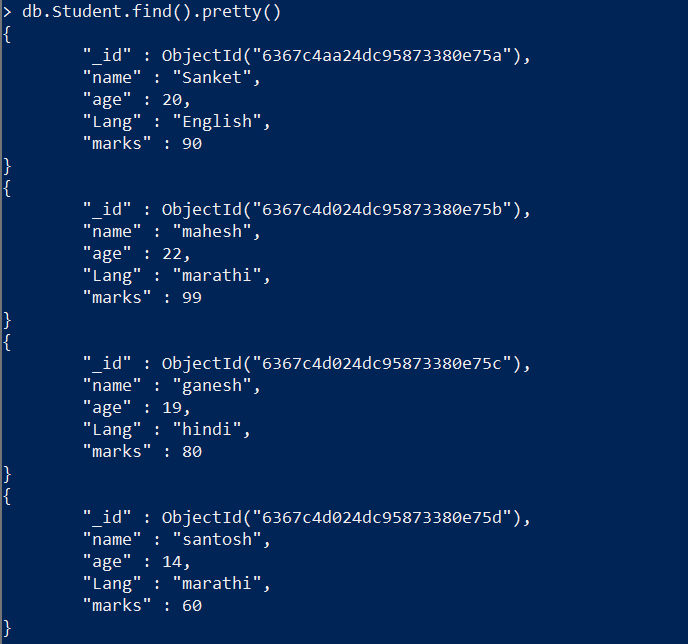 > db.Student.find().pretty()
{
"_id" : ObjectId("6367c4aa24dc95873380e75a"),
"name" : "Sanket",
"age" : 20,
"Lang" : "English",
"marks" : 90
}
{
"_id" : ObjectId("6367c4d024dc95873380e75b"),
"name" : "mahesh",
"age" : 22,
"Lang" : "marathi",
"marks" : 99
}
{
"_id" : ObjectId("6367c4d024dc95873380e75c"),
"name" : "ganesh",
"age" : 19,
"Lang" : "hindi",
"marks" : 80
}
{
"_id" : ObjectId("6367c4d024dc95873380e75d"),
"name" : "santosh",
"age" : 14,
"Lang" : "marathi",
"marks" : 60
}